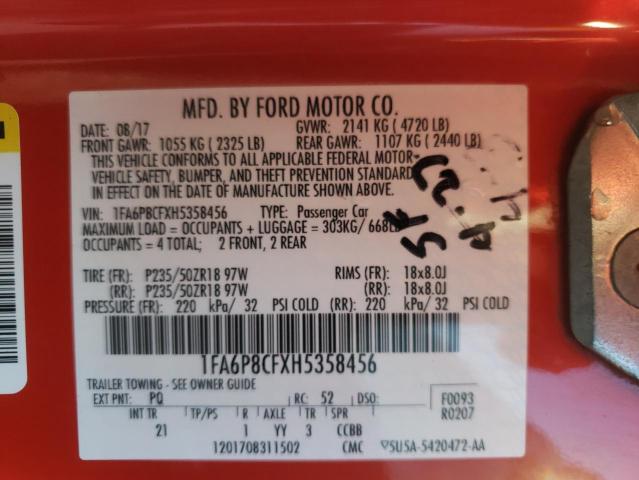 MFD. BY FORD MOTOR CO.
DATE: 08/17 GVWR: 2141 KG ( 4720 LB)
FRONT GAWR: 1055 KG ( 2325 LB) REAR GAWR: 1107 KG ( 2440 LB)
THIS VEHICLE CONFORMS TO ALL APPLICABLE FEDERAL MOTOR
VEHICLE SAFETY, BUMPER, AND THEFT PREVENTION STANDARD
IN EFFECT ON THE DATE OF MANUFACTURE SHOWN ABOVE.
VIN: 1FA6P8CFXH5358456 TYPE: Passenger Car
MAXIMUM LOAD = OCCUPANTS + LUGGAGE = 303KG/ 668LB
OCCUPANTS = 4 TOTAL; 2 FRONT, 2 REAR
TIRE (FR): P235/50ZR18 97W RIMS (FR): 18x8.0J
(RR): P235/50ZR18 97W (RR): 18x8.0J
PRESSURE (FR): 220 kPa/ 32 PSI COLD (RR): 220 kPa/ 32 PSI COLD
1FA6P8CFXH5358456
TRAILER TOWING - SEE OWNER GUIDE
EXT PNT: PQ RC: 52 DSO: F0093
INT TR TP/PS R AXLE TR SPR R0207
21 1 YY 3 CCBB
1201708311502 CMC 5U5A-5420472-AA